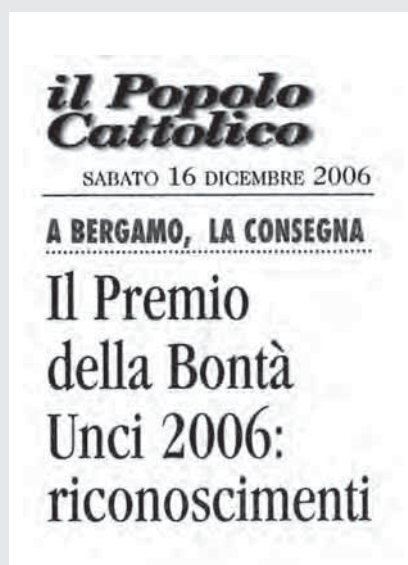 il Popolo
Cattolico
SABATO 16 DICEMBRE 2006
A BERGAMO, LA CONSEGNA
Il Premio
della Bontà
Unci 2006:
riconoscimenti